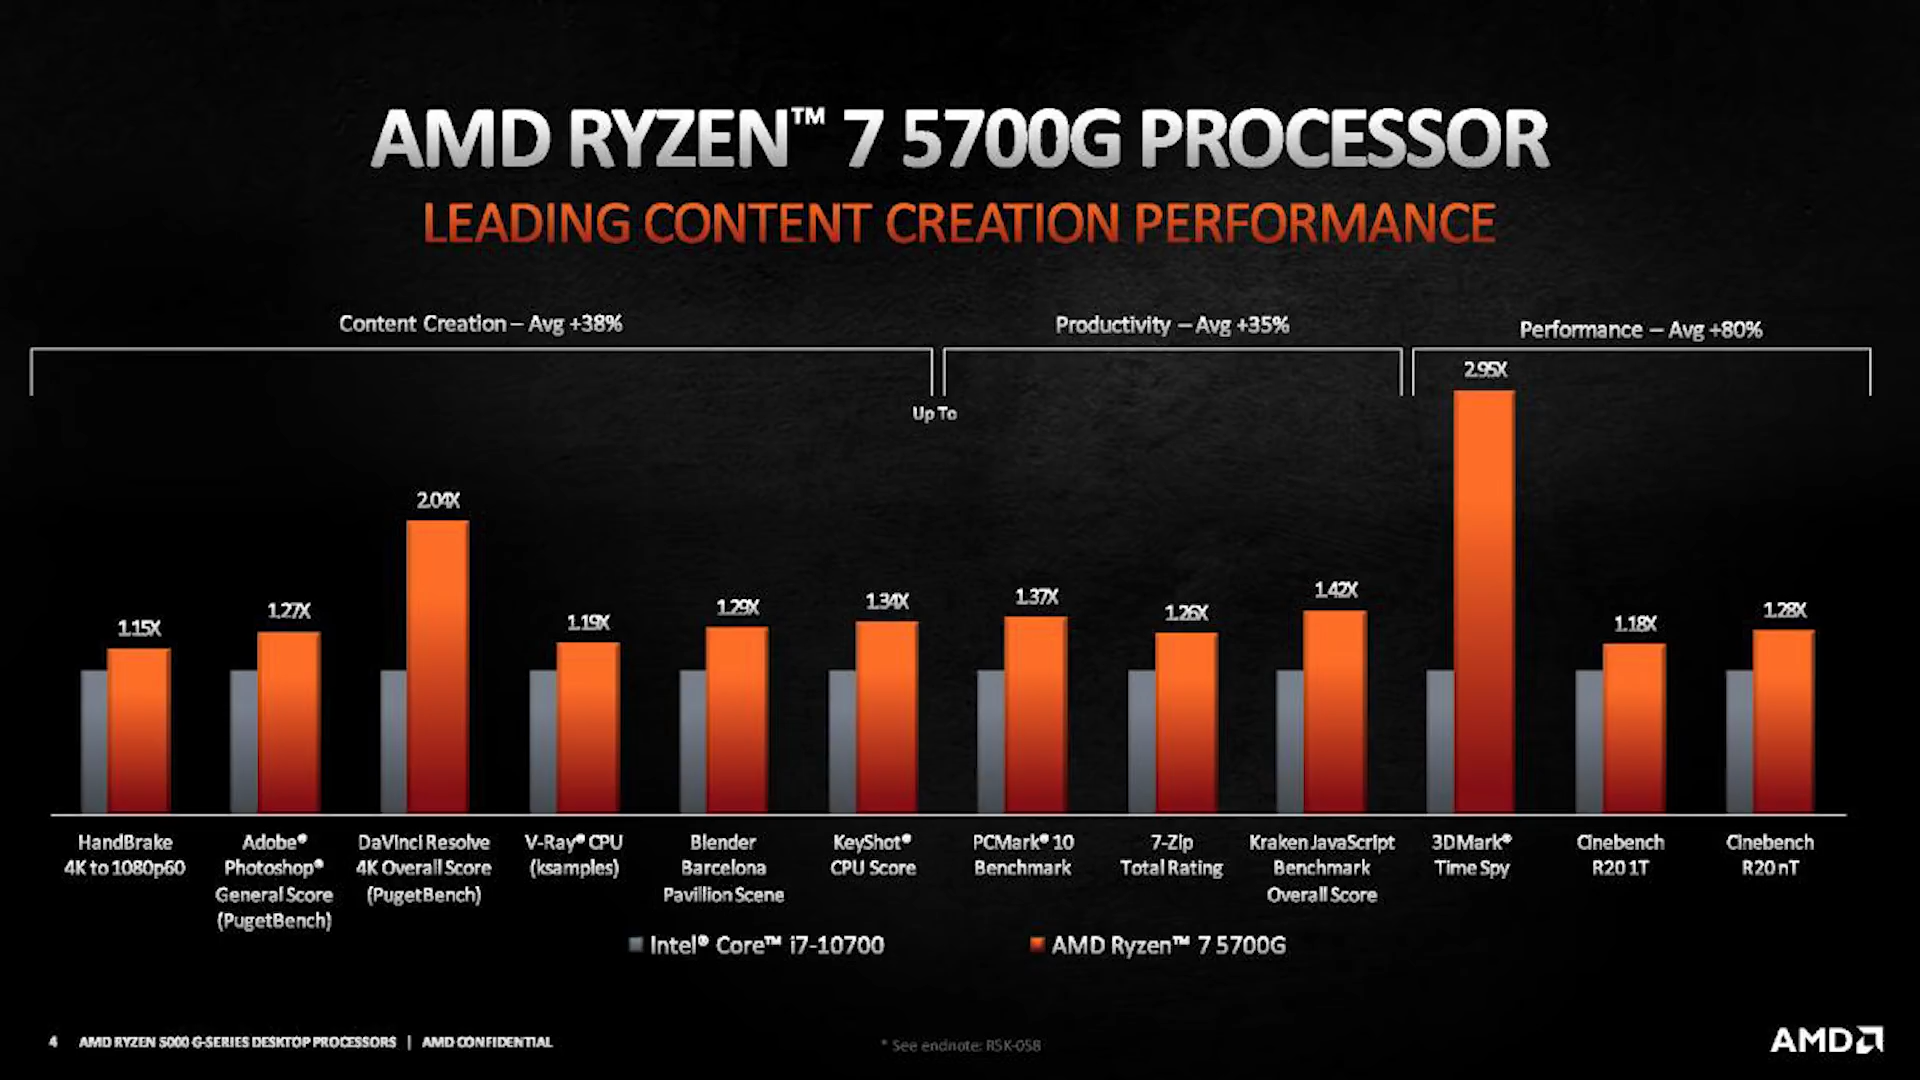 AMD RYZEN™ 7 5700G PROCESSOR
LEADING CONTENT CREATION PERFORMANCE
Content Creation – Avg +38%
Productivity – Avg +35%
Performance – Avg +80%
Up To
1.15X
1.27X
2.04X
1.19X
1.29X
1.34X
1.37X
1.26X
1.42X
2.95X
1.18X
1.28X
HandBrake
4K to 1080p60
Adobe®
Photoshop®
General Score
(PugetBench)
DaVinci Resolve
4K Overall Score
(PugetBench)
V-Ray® CPU
(ksamples)
Blender
Barcelona
Pavillion Scene
KeyShot®
CPU Score
PCMark® 10
Benchmark
7-Zip
Total Rating
Kraken JavaScript
Benchmark
Overall Score
3DMark®
Time Spy
Cinebench
R20 1T
Cinebench
R20 nT
Intel® Core™ i7-10700
AMD Ryzen™ 7 5700G
4 AMD RYZEN 5000 G-SERIES DESKTOP PROCESSORS | AMD CONFIDENTIAL
* See endnote: RSK-058
AMD